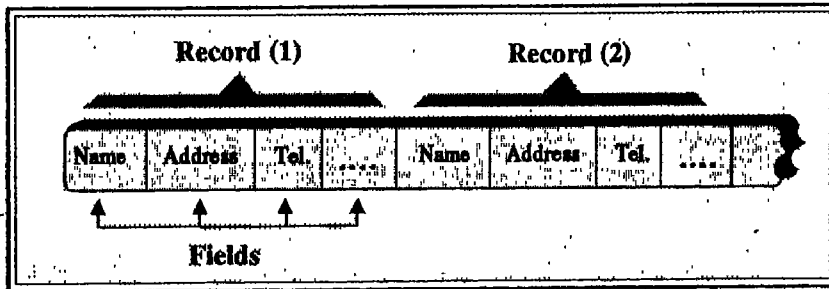 Record (1) Record (2)
Name Address Tel. .... Name Address Tel. ....
Fields